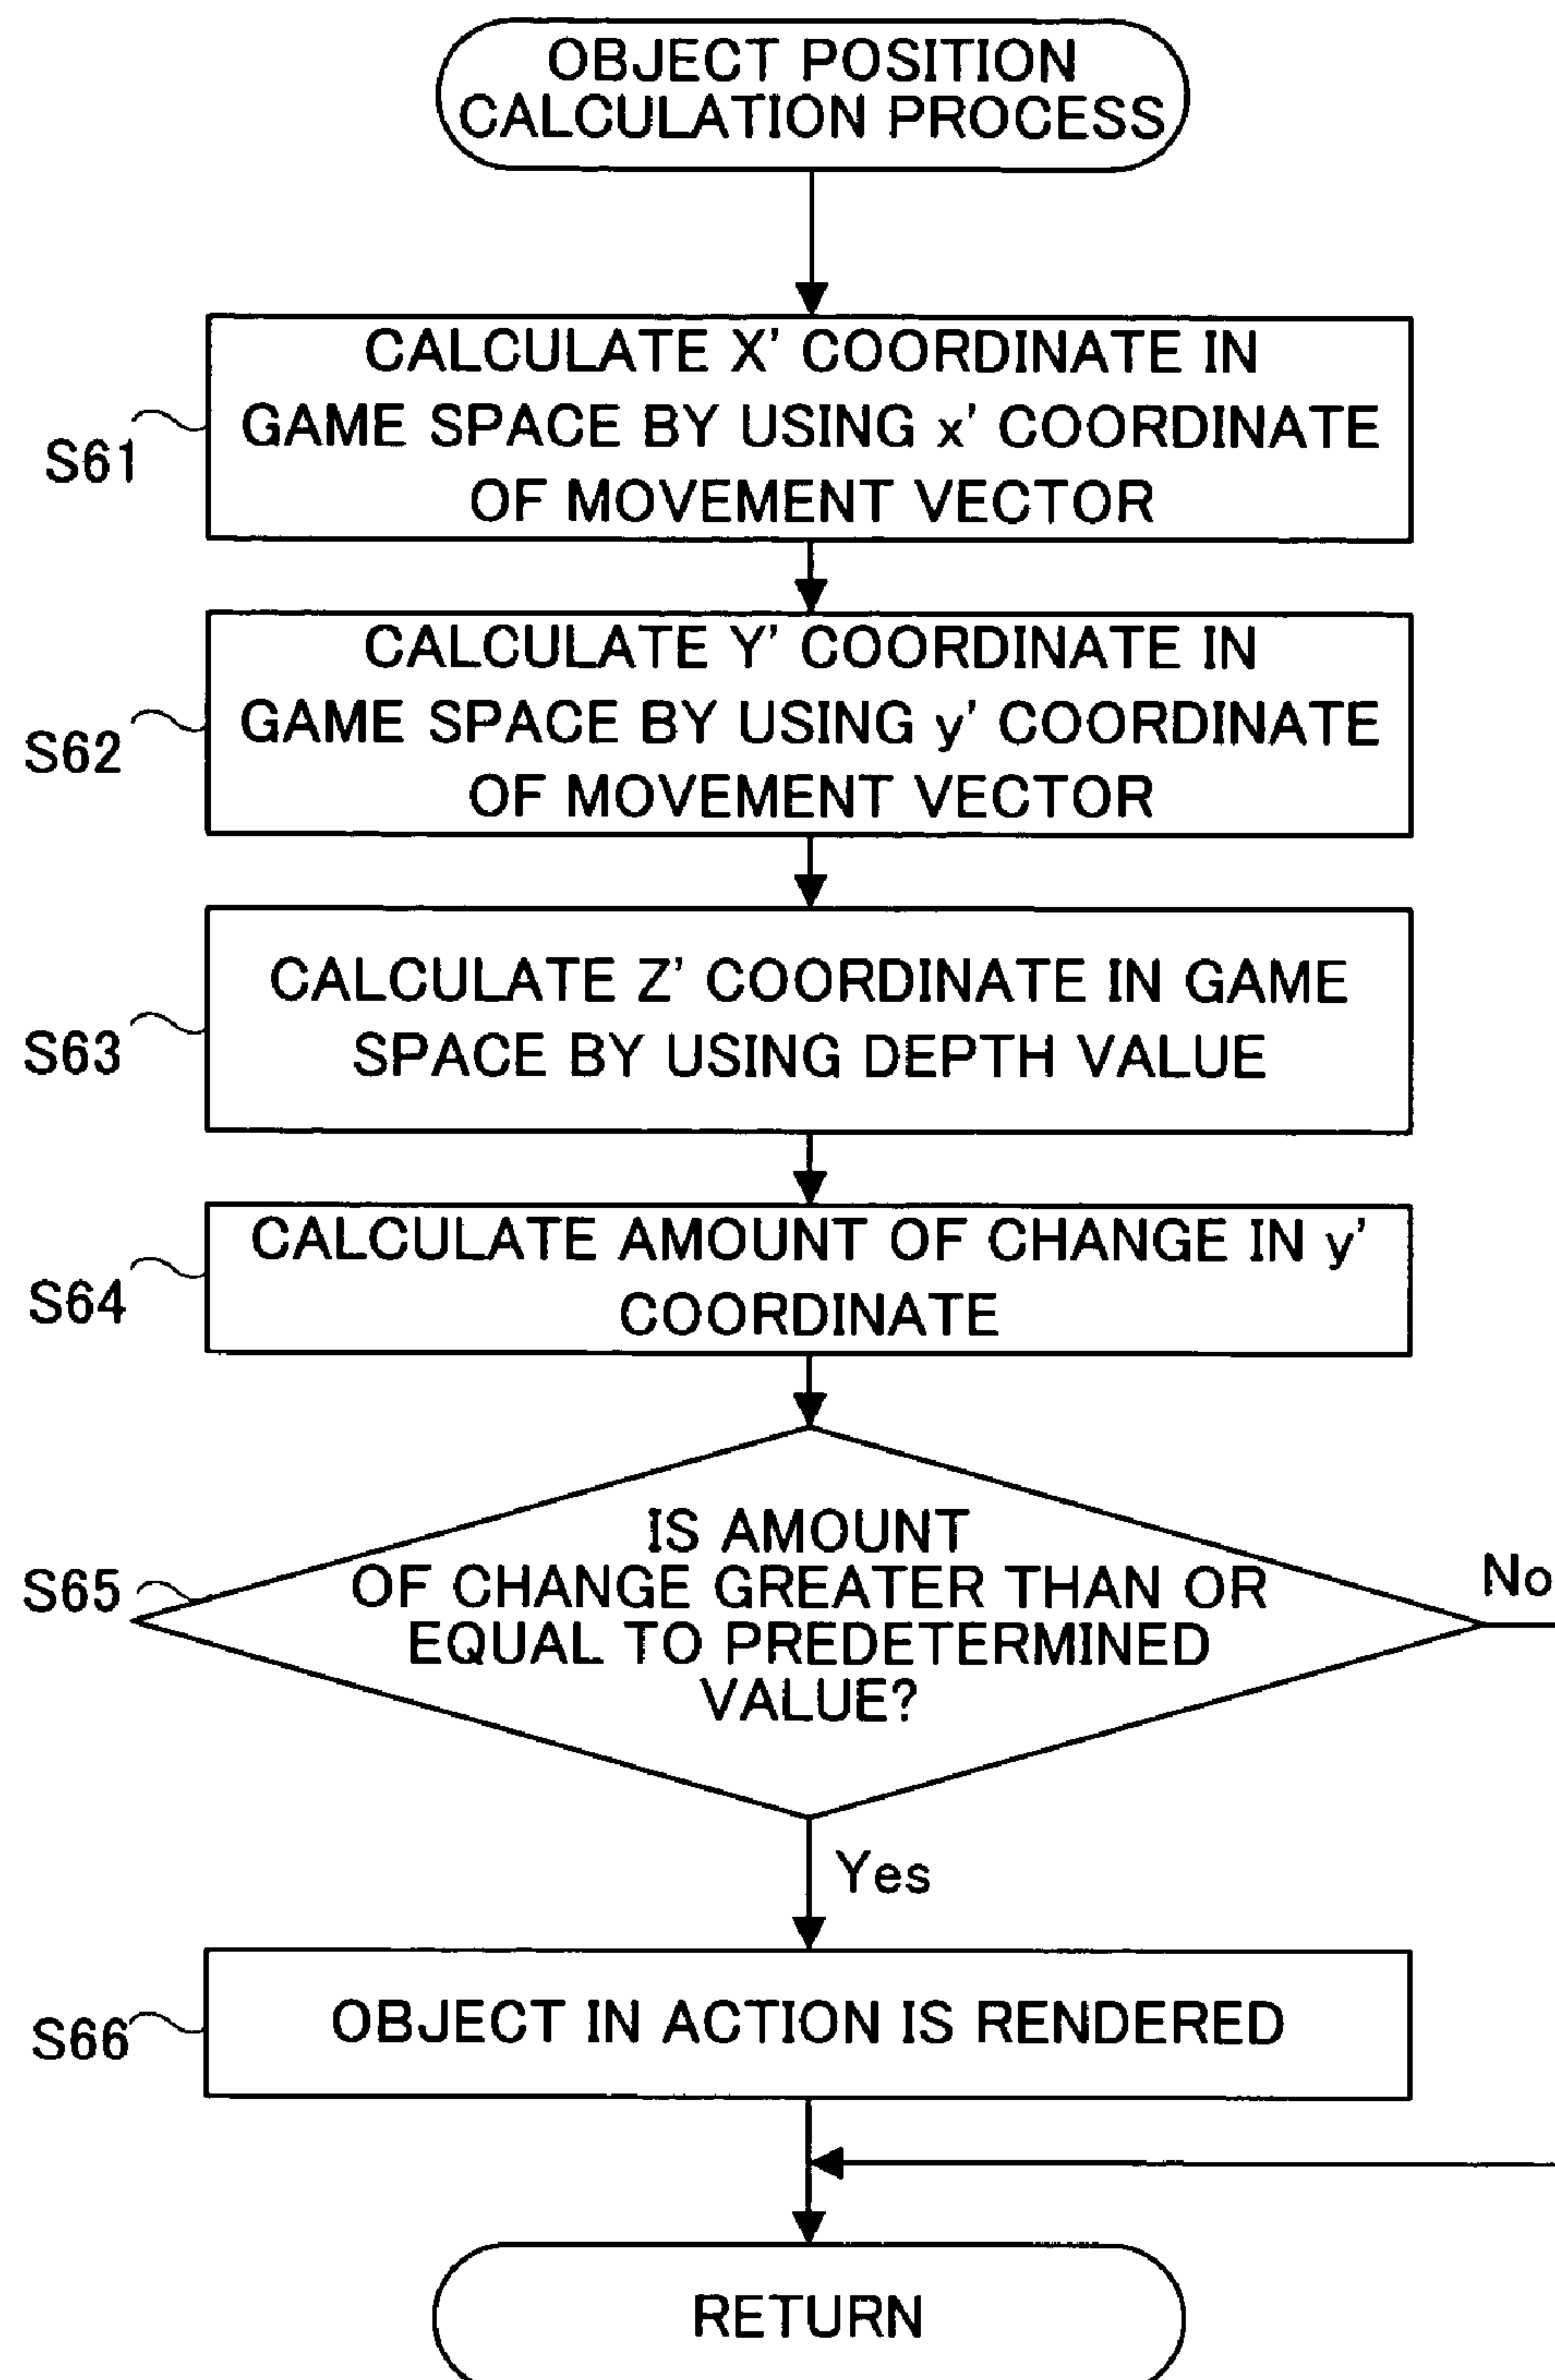 OBJECT POSITION
CALCULATION PROCESS
CALCULATE X' COORDINATE IN
GAME SPACE BY USING x' COORDINATE
OF MOVEMENT VECTOR
S61
CALCULATE Y' COORDINATE IN
GAME SPACE BY USING y' COORDINATE
OF MOVEMENT VECTOR
S62
CALCULATE Z' COORDINATE IN GAME
SPACE BY USING DEPTH VALUE
S63
CALCULATE AMOUNT OF CHANGE IN y'
COORDINATE
S64
IS AMOUNT
OF CHANGE GREATER THAN OR
EQUAL TO PREDETERMINED
VALUE?
S65
No
Yes
OBJECT IN ACTION IS RENDERED
S66
RETURN